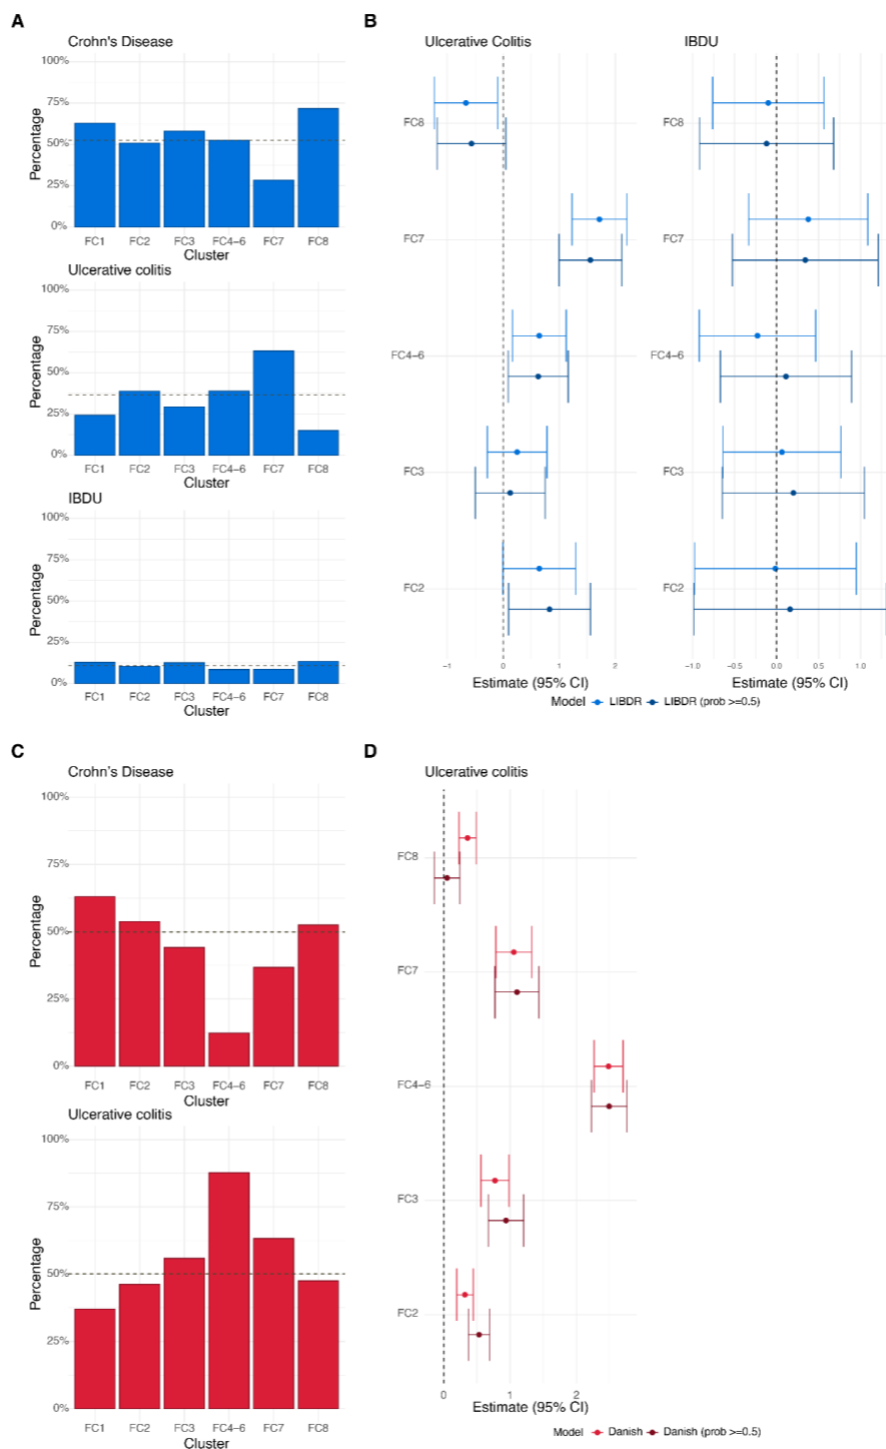 A
Crohn's Disease
100%
75%
50%
25%
0%
Percentage
FC1 FC2 FC3 FC4-6 FC7 FC8
Cluster
Ulcerative colitis
100%
75%
50%
25%
0%
Percentage
FC1 FC2 FC3 FC4-6 FC7 FC8
Cluster
IBDU
100%
75%
50%
25%
0%
Percentage
FC1 FC2 FC3 FC4-6 FC7 FC8
Cluster
B
Ulcerative Colitis
FC8
FC7
FC4-6
FC3
FC2
-1 0 1 2
Estimate (95% CI)
IBDU
FC8
FC7
FC4-6
FC3
FC2
-1.0 -0.5 0.0 0.5 1.0
Estimate (95% CI)
Model LIBDR LIBDR (prob >=0.5)
C
Crohn's Disease
100%
75%
50%
25%
0%
Percentage
FC1 FC2 FC3 FC4-6 FC7 FC8
Cluster
Ulcerative colitis
100%
75%
50%
25%
0%
Percentage
FC1 FC2 FC3 FC4-6 FC7 FC8
Cluster
D
Ulcerative colitis
FC8
FC7
FC4-6
FC3
FC2
0 1 2
Estimate (95% CI)
Model Danish Danish (prob >=0.5)